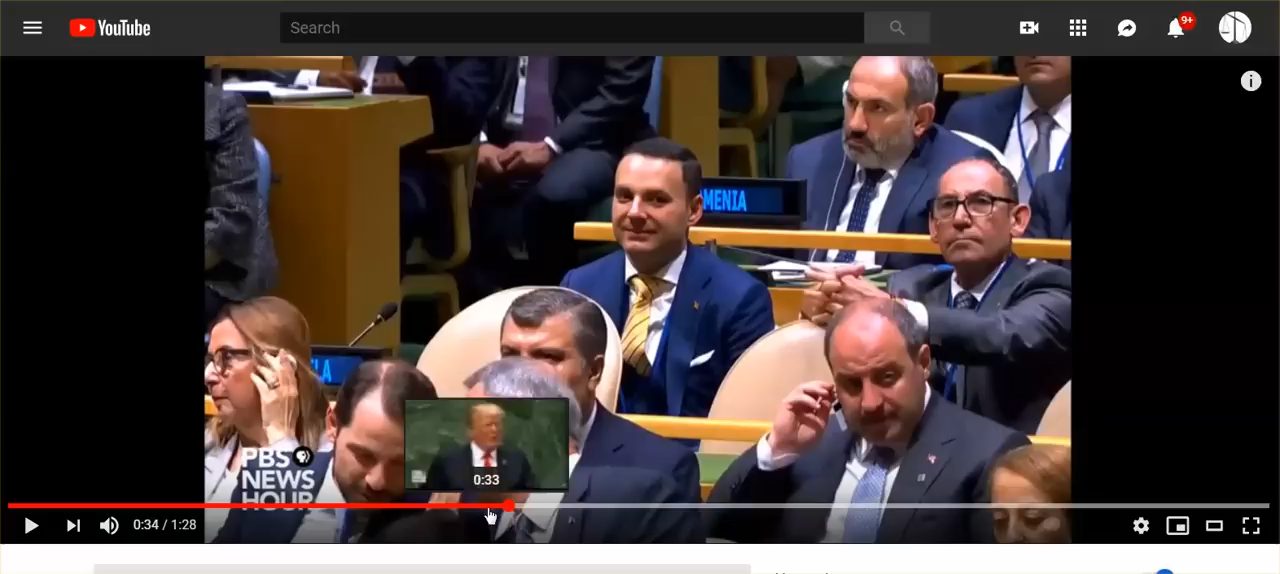 YouTube
Search
9+
MENIA
LA
PBS
NEWS
HOUR
0:33
0:34 / 1:28